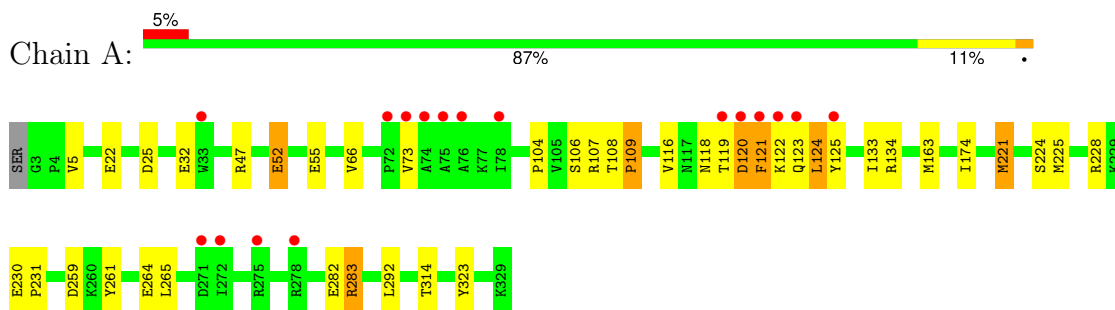 5%
Chain A:
87% 11% •
SER G3 P4 V5 E22 D25 E32 W33 R47 E52 E55 V66 P72 V73 A74 A75 A76 K77 I78 P104 V105 S106 R107 T108 P109 V116 N117 N118 T119 D120 F121 K122 Q123 L124 Y125 I133 R134 M163 I174 M221 S224 M225 R228 K229
E230 P231 D259 K260 Y261 E264 L265 D271 I272 R275 R278 E282 R283 L292 T314 Y323 K329